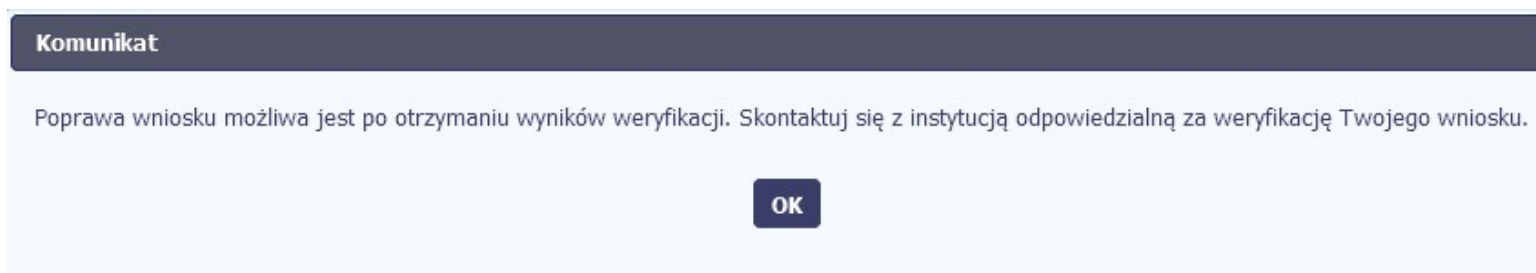 Komunikat
Poprawa wniosku możliwa jest po otrzymaniu wyników weryfikacji. Skontaktuj się z instytucją odpowiedzialną za weryfikację Twojego wniosku.
OK